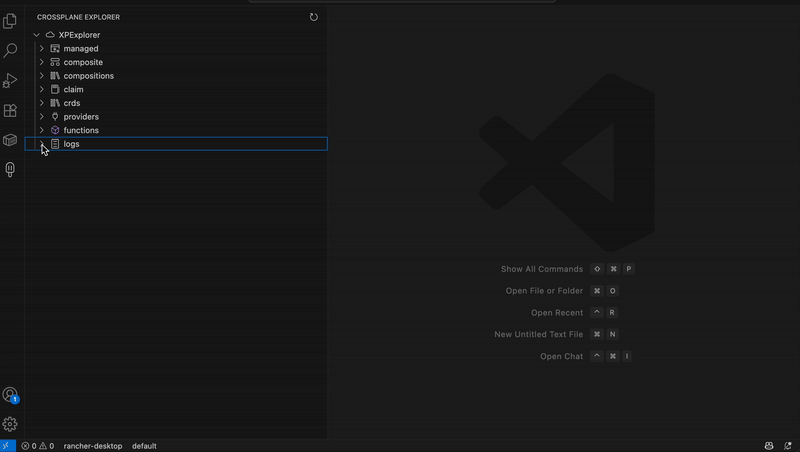 CROSSPLANE EXPLORER
XPExplorer
managed
composite
compositions
claim
crds
providers
functions
logs
Show All Commands ⇧ ⌘ P
Open File or Folder ⌘ O
Open Recent ^ R
New Untitled Text File ⌘ N
Open Chat ^ ⌘ I
1
0 0 rancher-desktop default